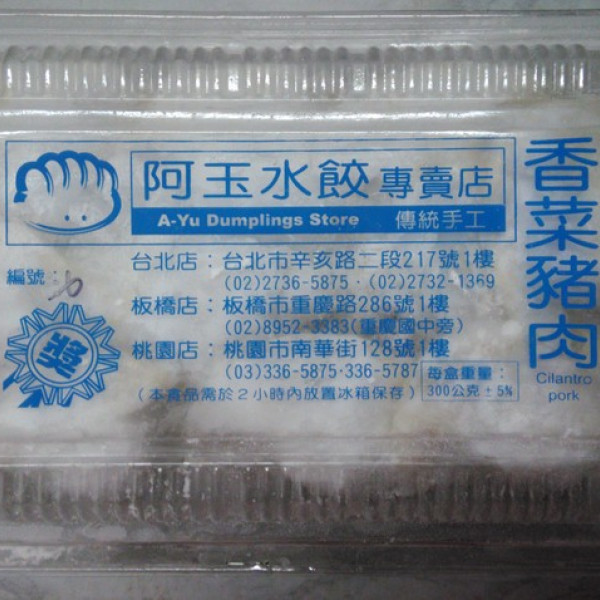 阿玉水餃專賣店
A-Yu Dumplings Store 傳統手工
香菜豬肉
Cilantro
pork
編號：
獎
台北店：台北市辛亥路二段217號1樓
(02)2736-5875．(02)2732-1369
板橋店：板橋市重慶路286號1樓
(02)8952-3383(重慶國中旁)
桃園店：桃園市南華街128號1樓
(03)336-5875．336-5787
(本食品需於2小時內放置冰箱保存)
每盒重量：
300公克±5%